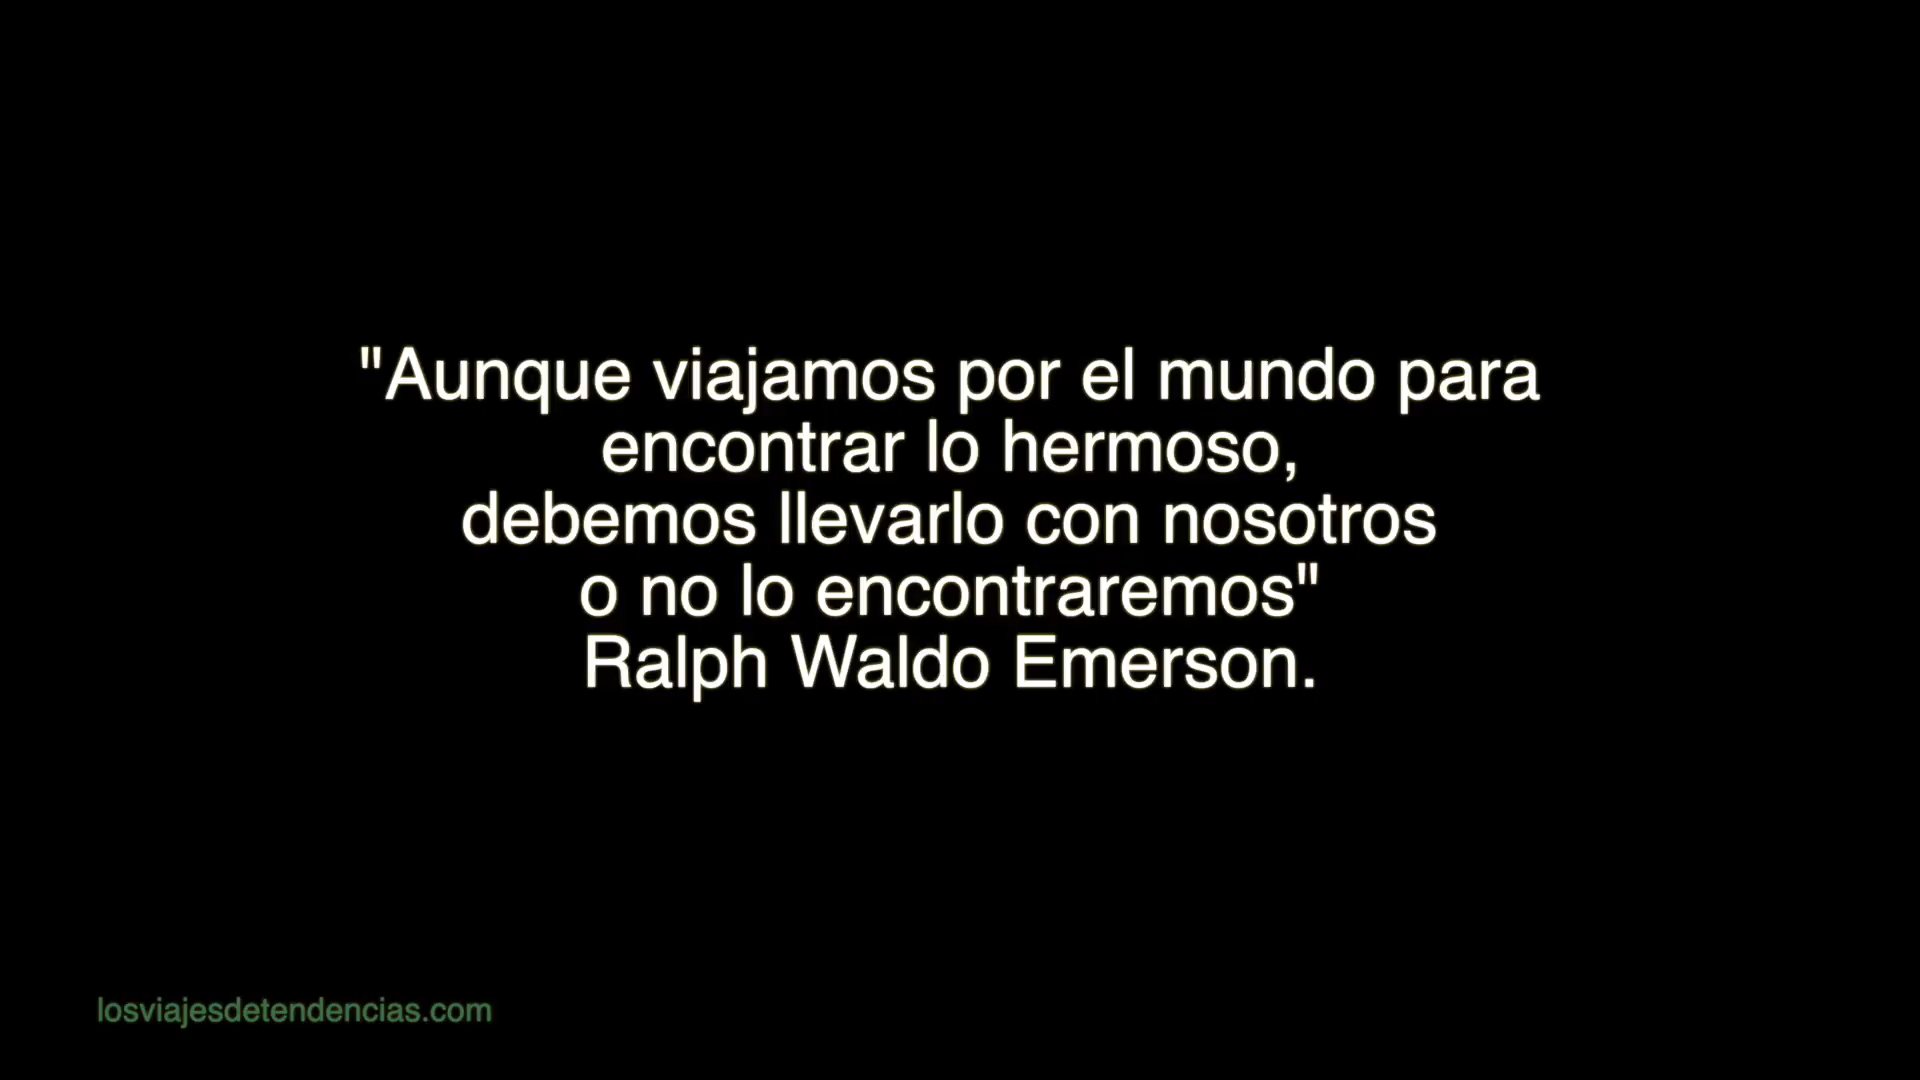 "Aunque viajamos por el mundo para
encontrar lo hermoso,
debemos llevarlo con nosotros
o no lo encontraremos"
Ralph Waldo Emerson.
losviajesdetendencias.com